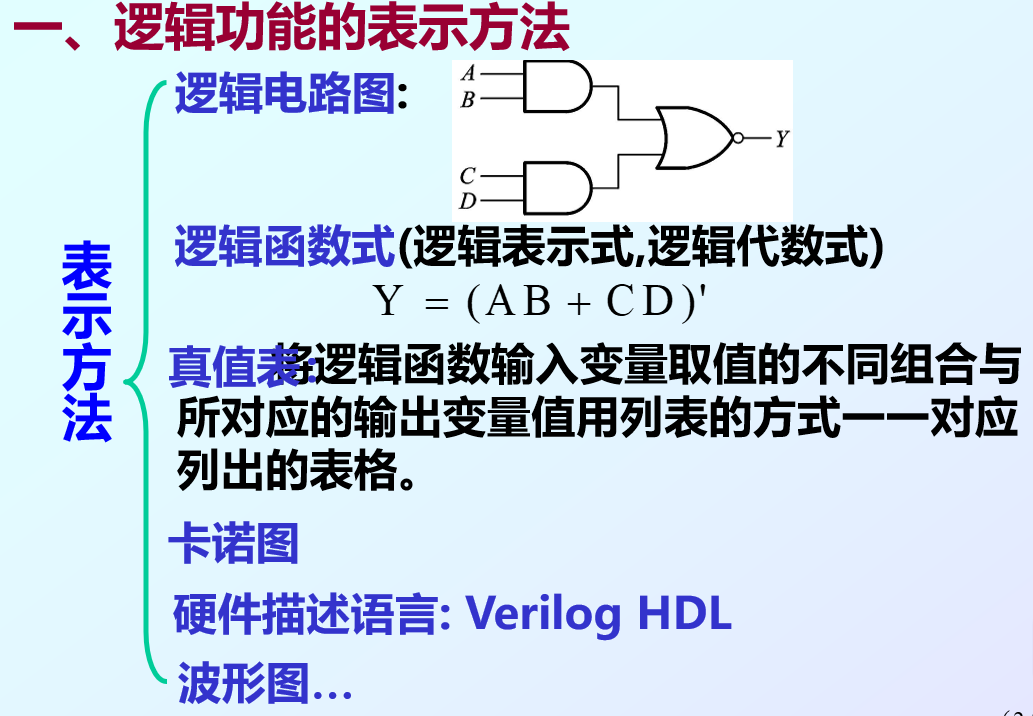 一、逻辑功能的表示方法
表示方法
逻辑电路图:
A
B
C
D
Y
逻辑函数式(逻辑表示式,逻辑代数式)
Y = (AB + CD)'
真值表:将逻辑函数输入变量取值的不同组合与
所对应的输出变量值用列表的方式一一对应
列出的表格。
卡诺图
硬件描述语言: Verilog HDL
波形图…